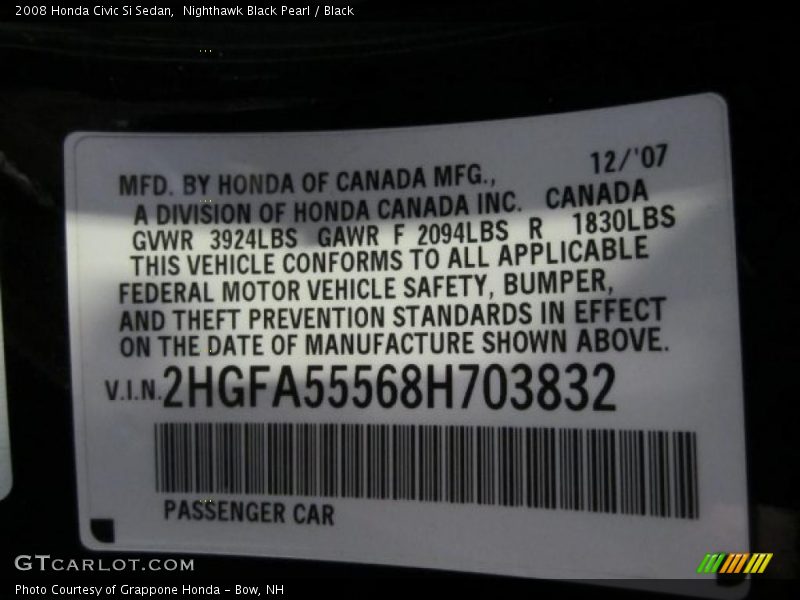 2008 Honda Civic Si Sedan,  Nighthawk Black Pearl / Black
12/'07
MFD. BY HONDA OF CANADA MFG.,
A DIVISION OF HONDA CANADA INC. CANADA
GVWR 3924LBS GAWR F 2094LBS R 1830LBS
THIS VEHICLE CONFORMS TO ALL APPLICABLE
FEDERAL MOTOR VEHICLE SAFETY, BUMPER,
AND THEFT PREVENTION STANDARDS IN EFFECT
ON THE DATE OF MANUFACTURE SHOWN ABOVE.
V.I.N. 2HGFA55568H703832
PASSENGER CAR
GTCARLOT.COM
Photo Courtesy of Grappone Honda - Bow, NH